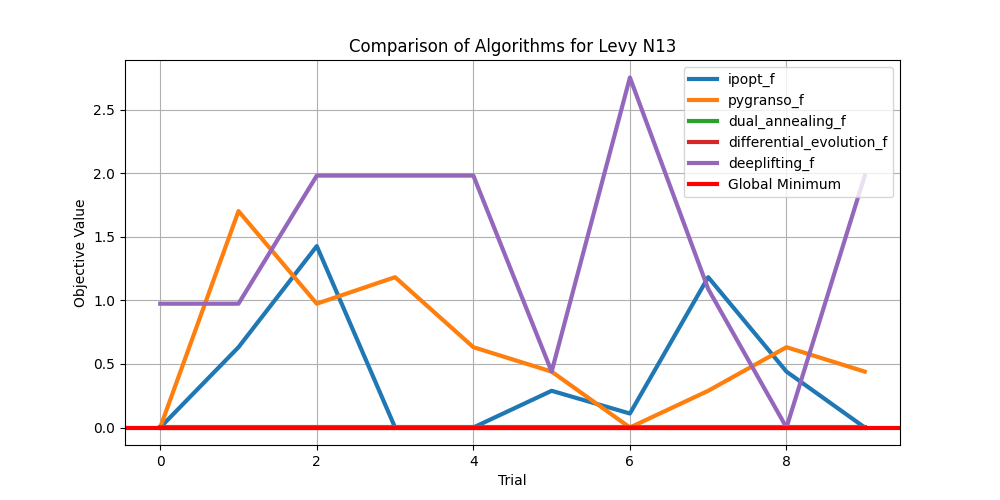 Comparison of Algorithms for Levy N13
ipopt_f
pygranso_f
dual_annealing_f
differential_evolution_f
deeplifting_f
Global Minimum
Objective Value
2.5
2.0
1.5
1.0
0.5
0.0
0 2 4 6 8
Trial